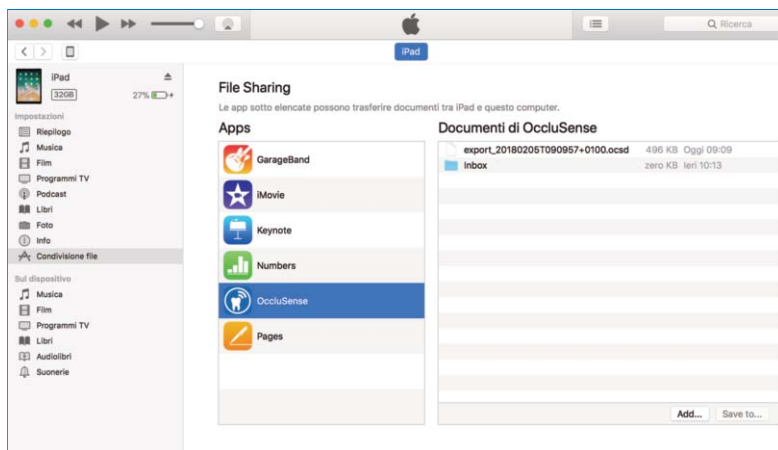 Ricerca
iPad
iPad
32GB
27%
Impostazioni
Riepilogo
Musica
Film
Programmi TV
Podcast
Libri
Foto
Info
Condivisione file
Sul dispositivo
Musica
Film
Programmi TV
Libri
Audiolibri
Suonerie
File Sharing
Le app sotto elencate possono trasferire documenti tra iPad e questo computer.
Apps
GarageBand
iMovie
Keynote
Numbers
OccluSense
Pages
Documenti di OccluSense
export_20180205T090957+0100.ocsd 496 KB Oggi 09:09
Inbox zero KB Ieri 10:13
Add... Save to...